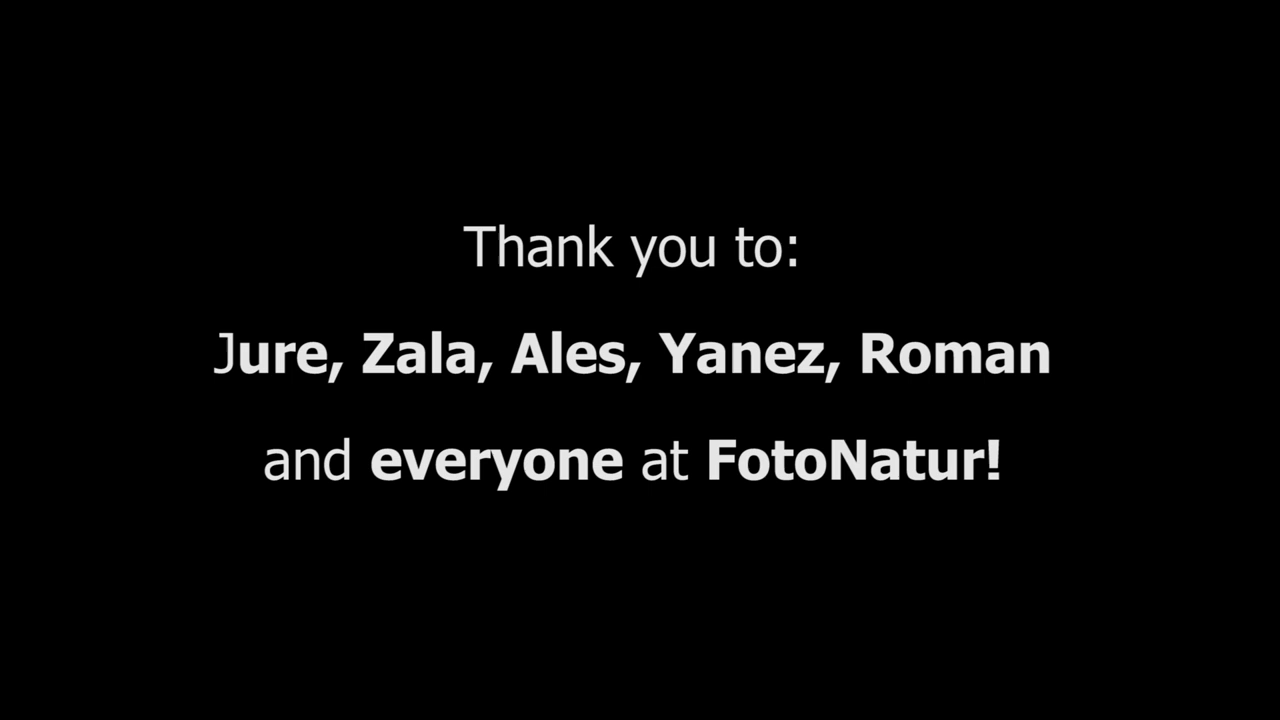 Thank you to:
Jure, Zala, Ales, Yanez, Roman
and everyone at FotoNatur!